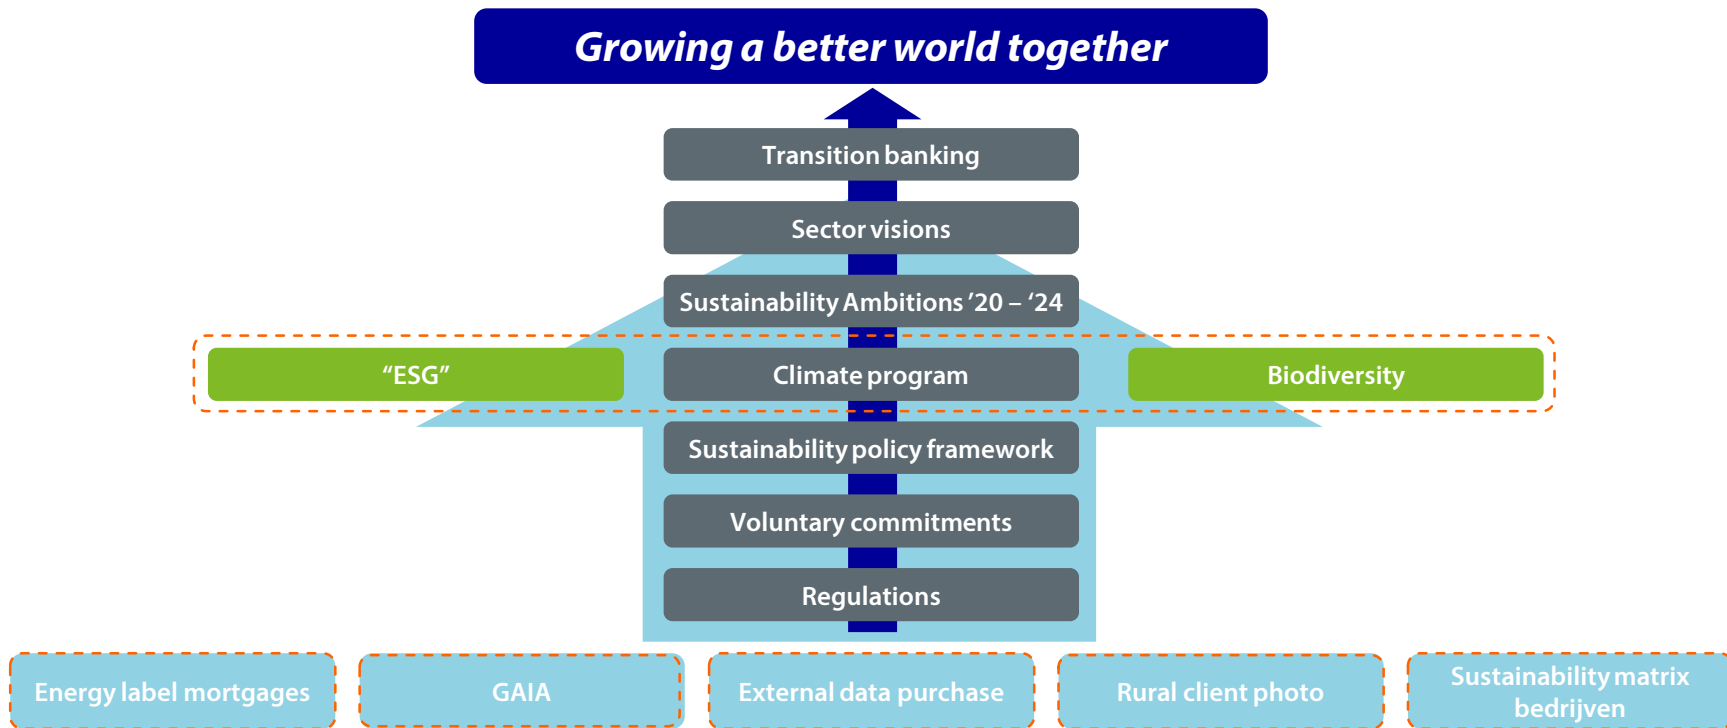 Growing a better world together
Transition banking
Sector visions
Sustainability Ambitions ’20 – ‘24
“ESG”
Climate program
Biodiversity
Sustainability policy framework
Voluntary commitments
Regulations
Energy label mortgages
GAIA
External data purchase
Rural client photo
Sustainability matrix
bedrijven